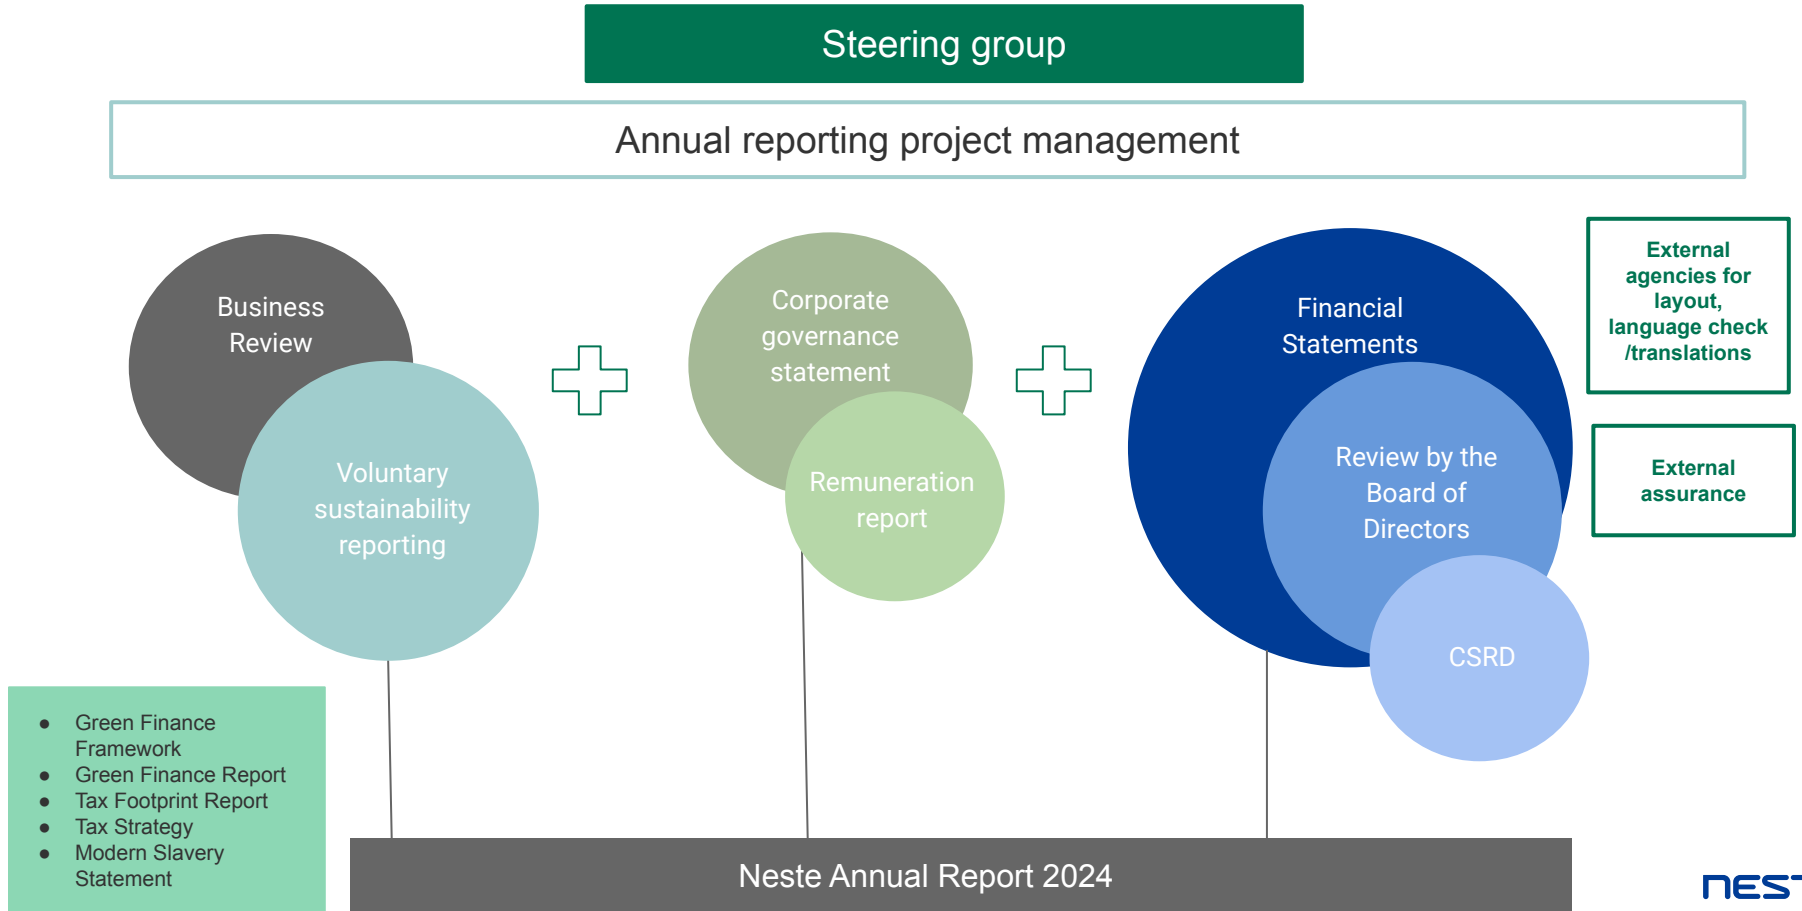 Steering group
Annual reporting project management
Business
Review
Voluntary
sustainability
reporting
Corporate
governance
statement
Remuneration
report
Financial
Statements
Review by the
Board of
Directors
CSRD
External
agencies for
layout,
language check
/translations
External
assurance
● Green Finance
Framework
● Green Finance Report
● Tax Footprint Report
● Tax Strategy
● Modern Slavery
Statement
Neste Annual Report 2024
NEST